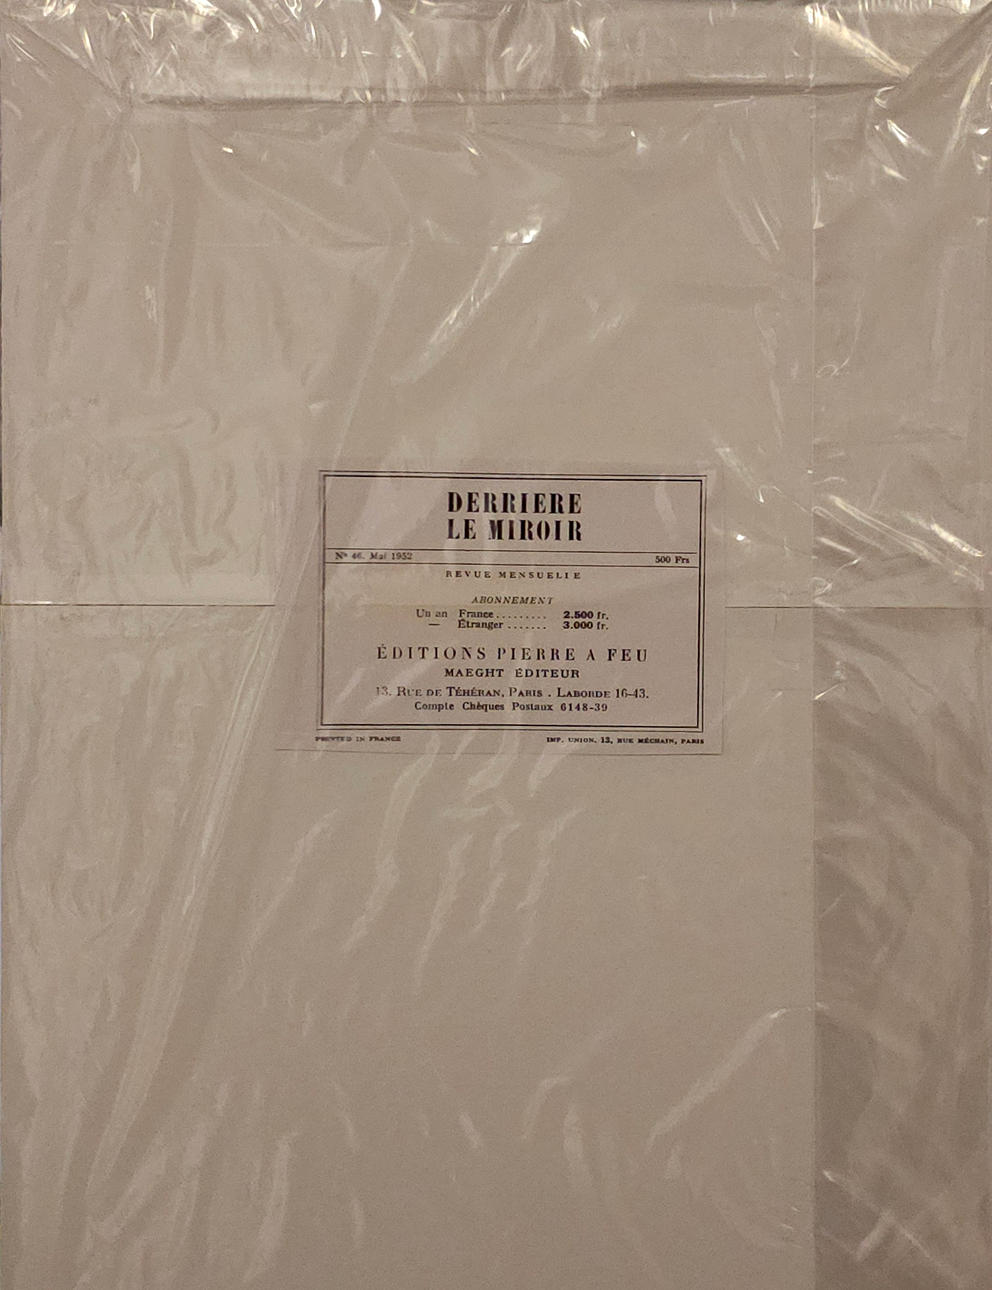 DERRIERE
LE MIROIR
Nº 46. Mai 1952 500 Frs
REVUE MENSUELLE
ABONNEMENT
Un an France......... 2.500 fr.
— Étranger....... 3.000 fr.
ÉDITIONS PIERRE A FEU
MAEGHT ÉDITEUR
13. RUE DE TÉHÉRAN, PARIS . LABORDE 16-43.
Compte Chèques Postaux 6148-39
PRINTED IN FRANCE IMP. UNION, 13, RUE MÉCHAIN, PARIS